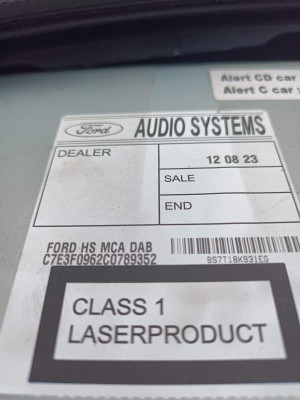 Alert CD
Alert C car
Ford AUDIO SYSTEMS
DEALER
12 08 23
SALE
END
FORD HS MCA DAB
C7E3F0962C0789352
BS7T18K931EG
CLASS 1
LASERPRODUCT